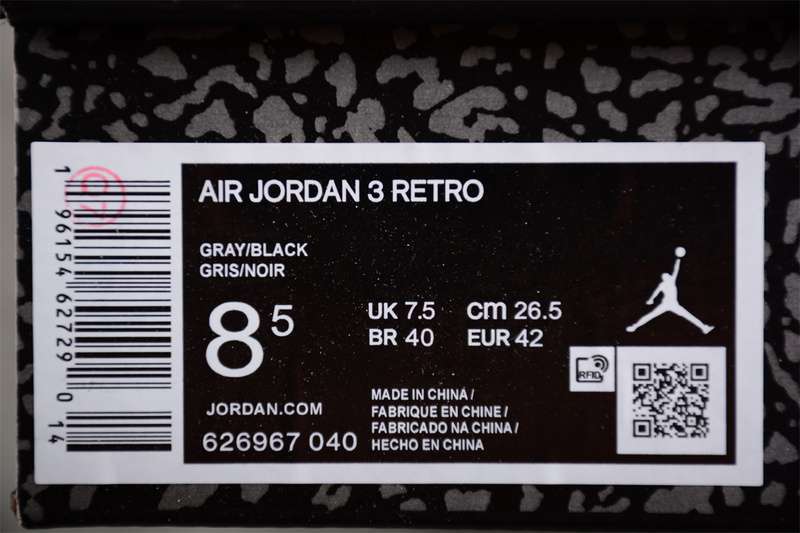 AIR JORDAN 3 RETRO
GRAY/BLACK
GRIS/NOIR
8 5
UK 7.5 cm 26.5
BR 40 EUR 42
MADE IN CHINA /
FABRIQUE EN CHINE /
FABRICADO NA CHINA /
HECHO EN CHINA
JORDAN.COM
626967 040
RFID
1 96154 62729 0 14